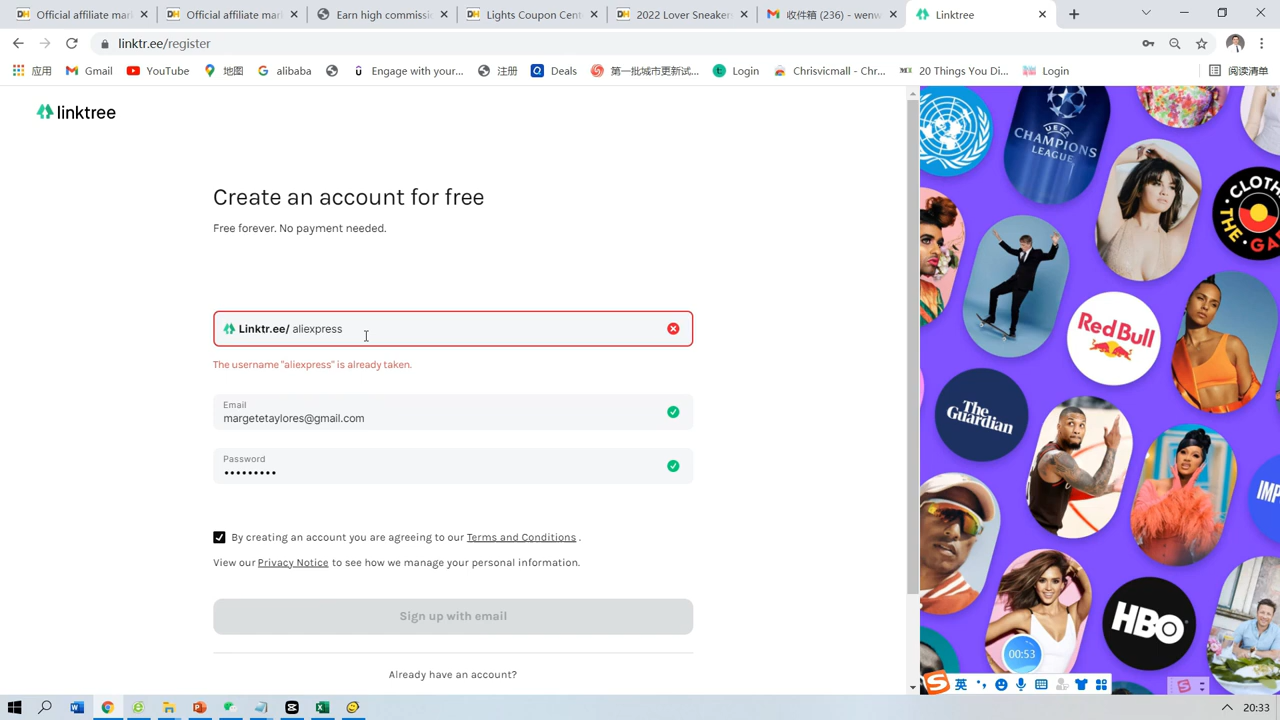 Official affiliate mar
Official affiliate mar
Earn high commissi
Lights Coupon Cent
2022 Lover Sneaker
收件箱 (236) - wenw
Linktree
linktr.ee/register
应用
Gmail
YouTube
地图
alibaba
Engage with your...
注册
Deals
第一批城市更新试...
Login
Chrisvicmall - Chr...
20 Things You Di...
Login
阅读清单
linktree
Create an account for free
Free forever. No payment needed.
Linktr.ee/ aliexpress
The username "aliexpress" is already taken.
Email
margetetaylores@gmail.com
Password
By creating an account you are agreeing to our Terms and Conditions .
View our Privacy Notice to see how we manage your personal information.
Sign up with email
Already have an account?
UEFA
CHAMPIONS
LEAGUE
CLOTH
THE GA
Red Bull
The
Guardian
IMP
HBO
00:53
英
20:33